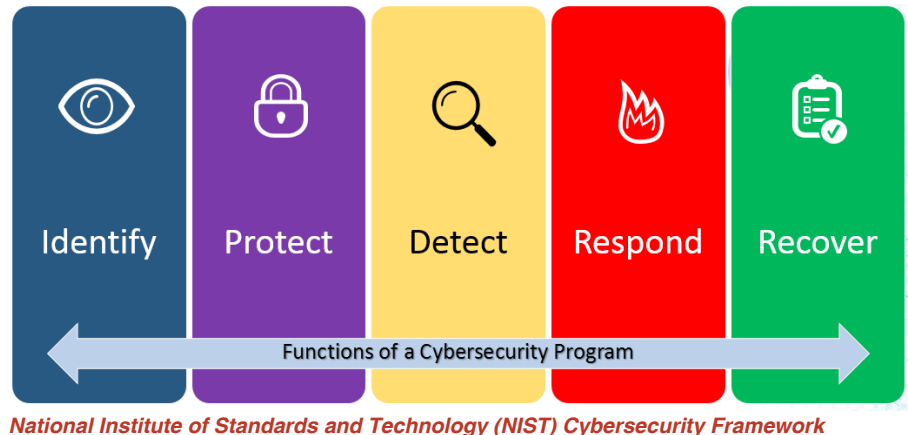 Identify
Protect
Detect
Respond
Recover
Functions of a Cybersecurity Program
National Institute of Standards and Technology (NIST) Cybersecurity Framework